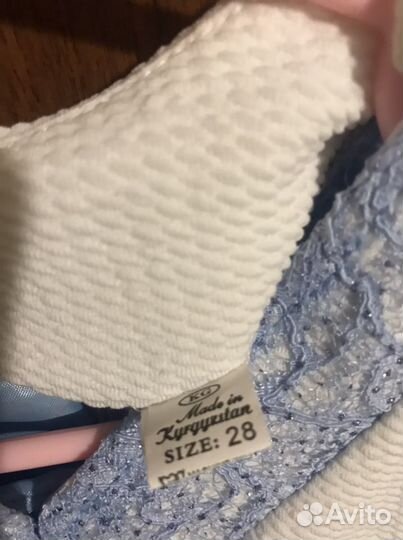 KG
Made in
Kyrgyzstan
SIZE: 28
Avito